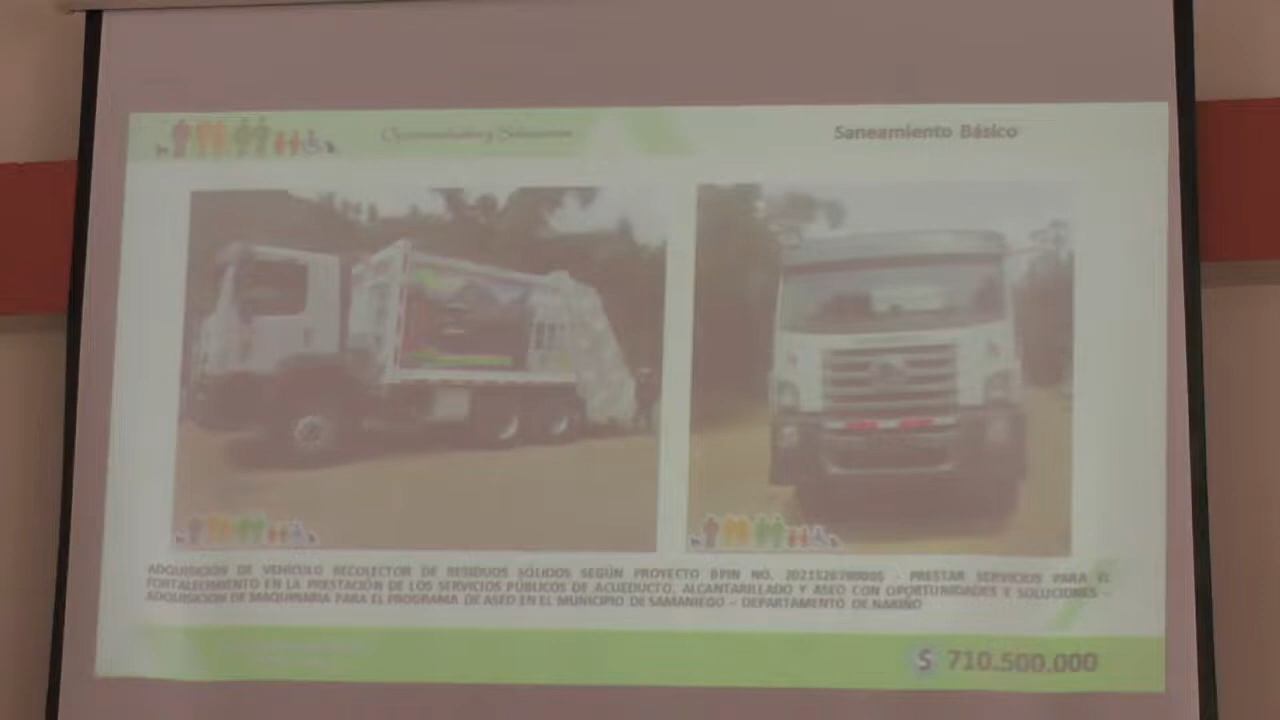 Oportunidades y Soluciones
Saneamiento Básico
ADQUISICIÓN DE VEHÍCULO RECOLECTOR DE RESIDUOS SÓLIDOS SEGÚN PROYECTO BPIN NO. - PRESTAR SERVICIOS PARA EL
FORTALECIMIENTO EN LA PRESTACIÓN DE LOS SERVICIOS PÚBLICOS DE ACUEDUCTO, ALCANTARILLADO Y ASEO CON OPORTUNIDADES Y SOLUCIONES –
ADQUISICIÓN DE MAQUINARIA PARA EL PROGRAMA DE ASEO EN EL MUNICIPIO DE SAMANIEGO – DEPARTAMENTO DE NARIÑO
$ 710.500.000